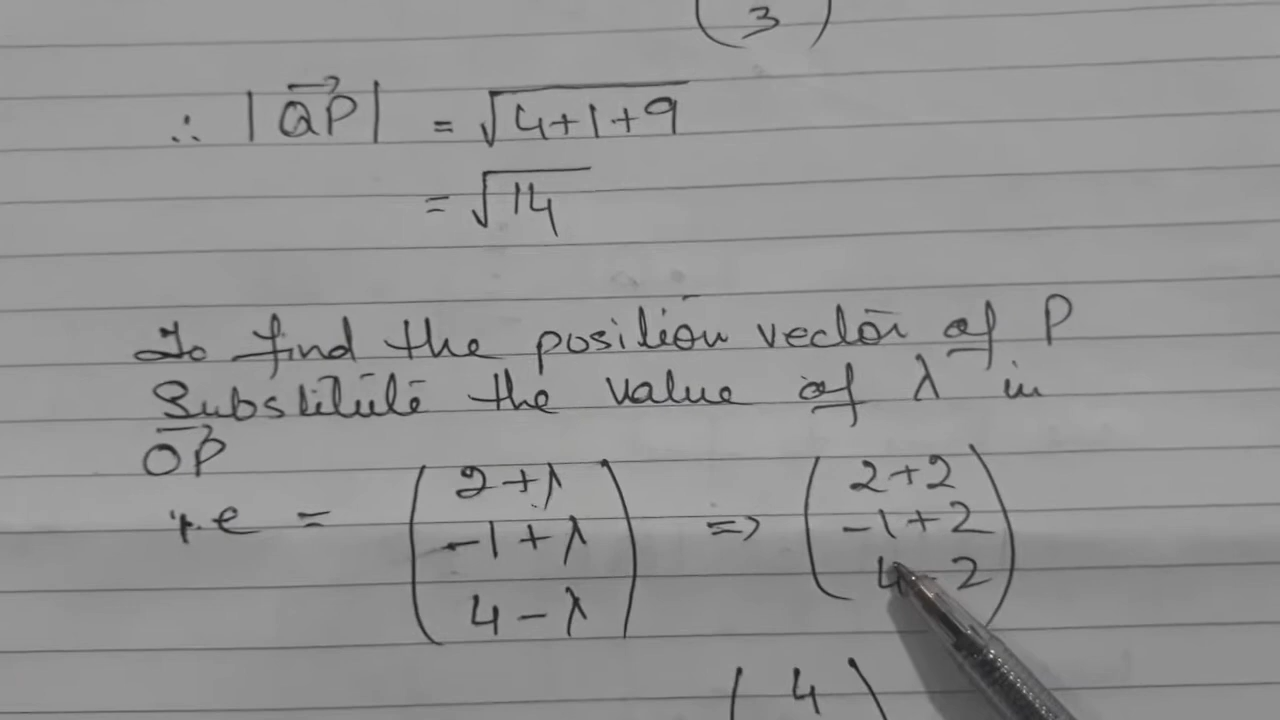 ( 3 )
∴ |QP| = √4+1+9
= √14
To find the position vector of P
Substitute the value of λ in
OP
i.e = (2+λ -1+λ 4-λ) => (2+2 -1+2 4-2)
( 4 )